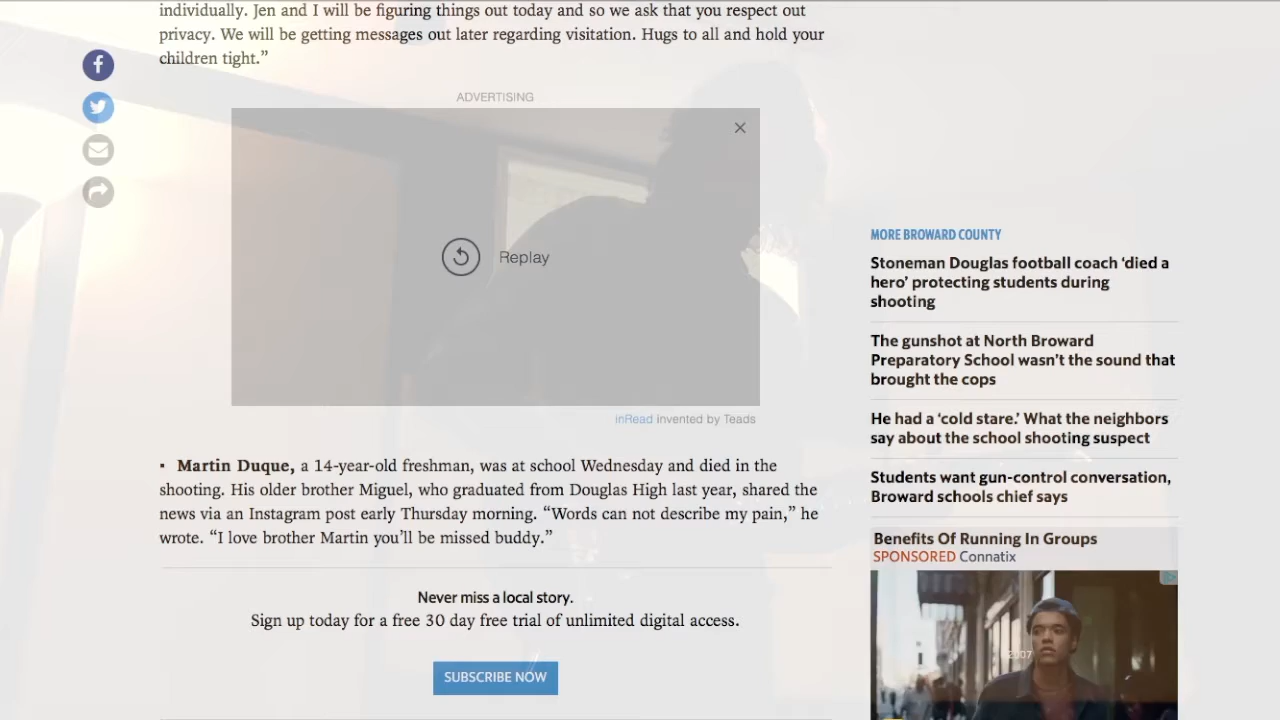 individually. Jen and I will be figuring things out today and so we ask that you respect out
privacy. We will be getting messages out later regarding visitation. Hugs to all and hold your
children tight.”
ADVERTISING
Replay
inRead invented by Teads
▪ Martin Duque, a 14-year-old freshman, was at school Wednesday and died in the
shooting. His older brother Miguel, who graduated from Douglas High last year, shared the
news via an Instagram post early Thursday morning. “Words can not describe my pain,” he
wrote. “I love brother Martin you’ll be missed buddy.”
Never miss a local story.
Sign up today for a free 30 day free trial of unlimited digital access.
SUBSCRIBE NOW
MORE BROWARD COUNTY
Stoneman Douglas football coach ‘died a
hero’ protecting students during
shooting
The gunshot at North Broward
Preparatory School wasn’t the sound that
brought the cops
He had a ‘cold stare.’ What the neighbors
say about the school shooting suspect
Students want gun-control conversation,
Broward schools chief says
Benefits Of Running In Groups
SPONSORED Connatix
2007